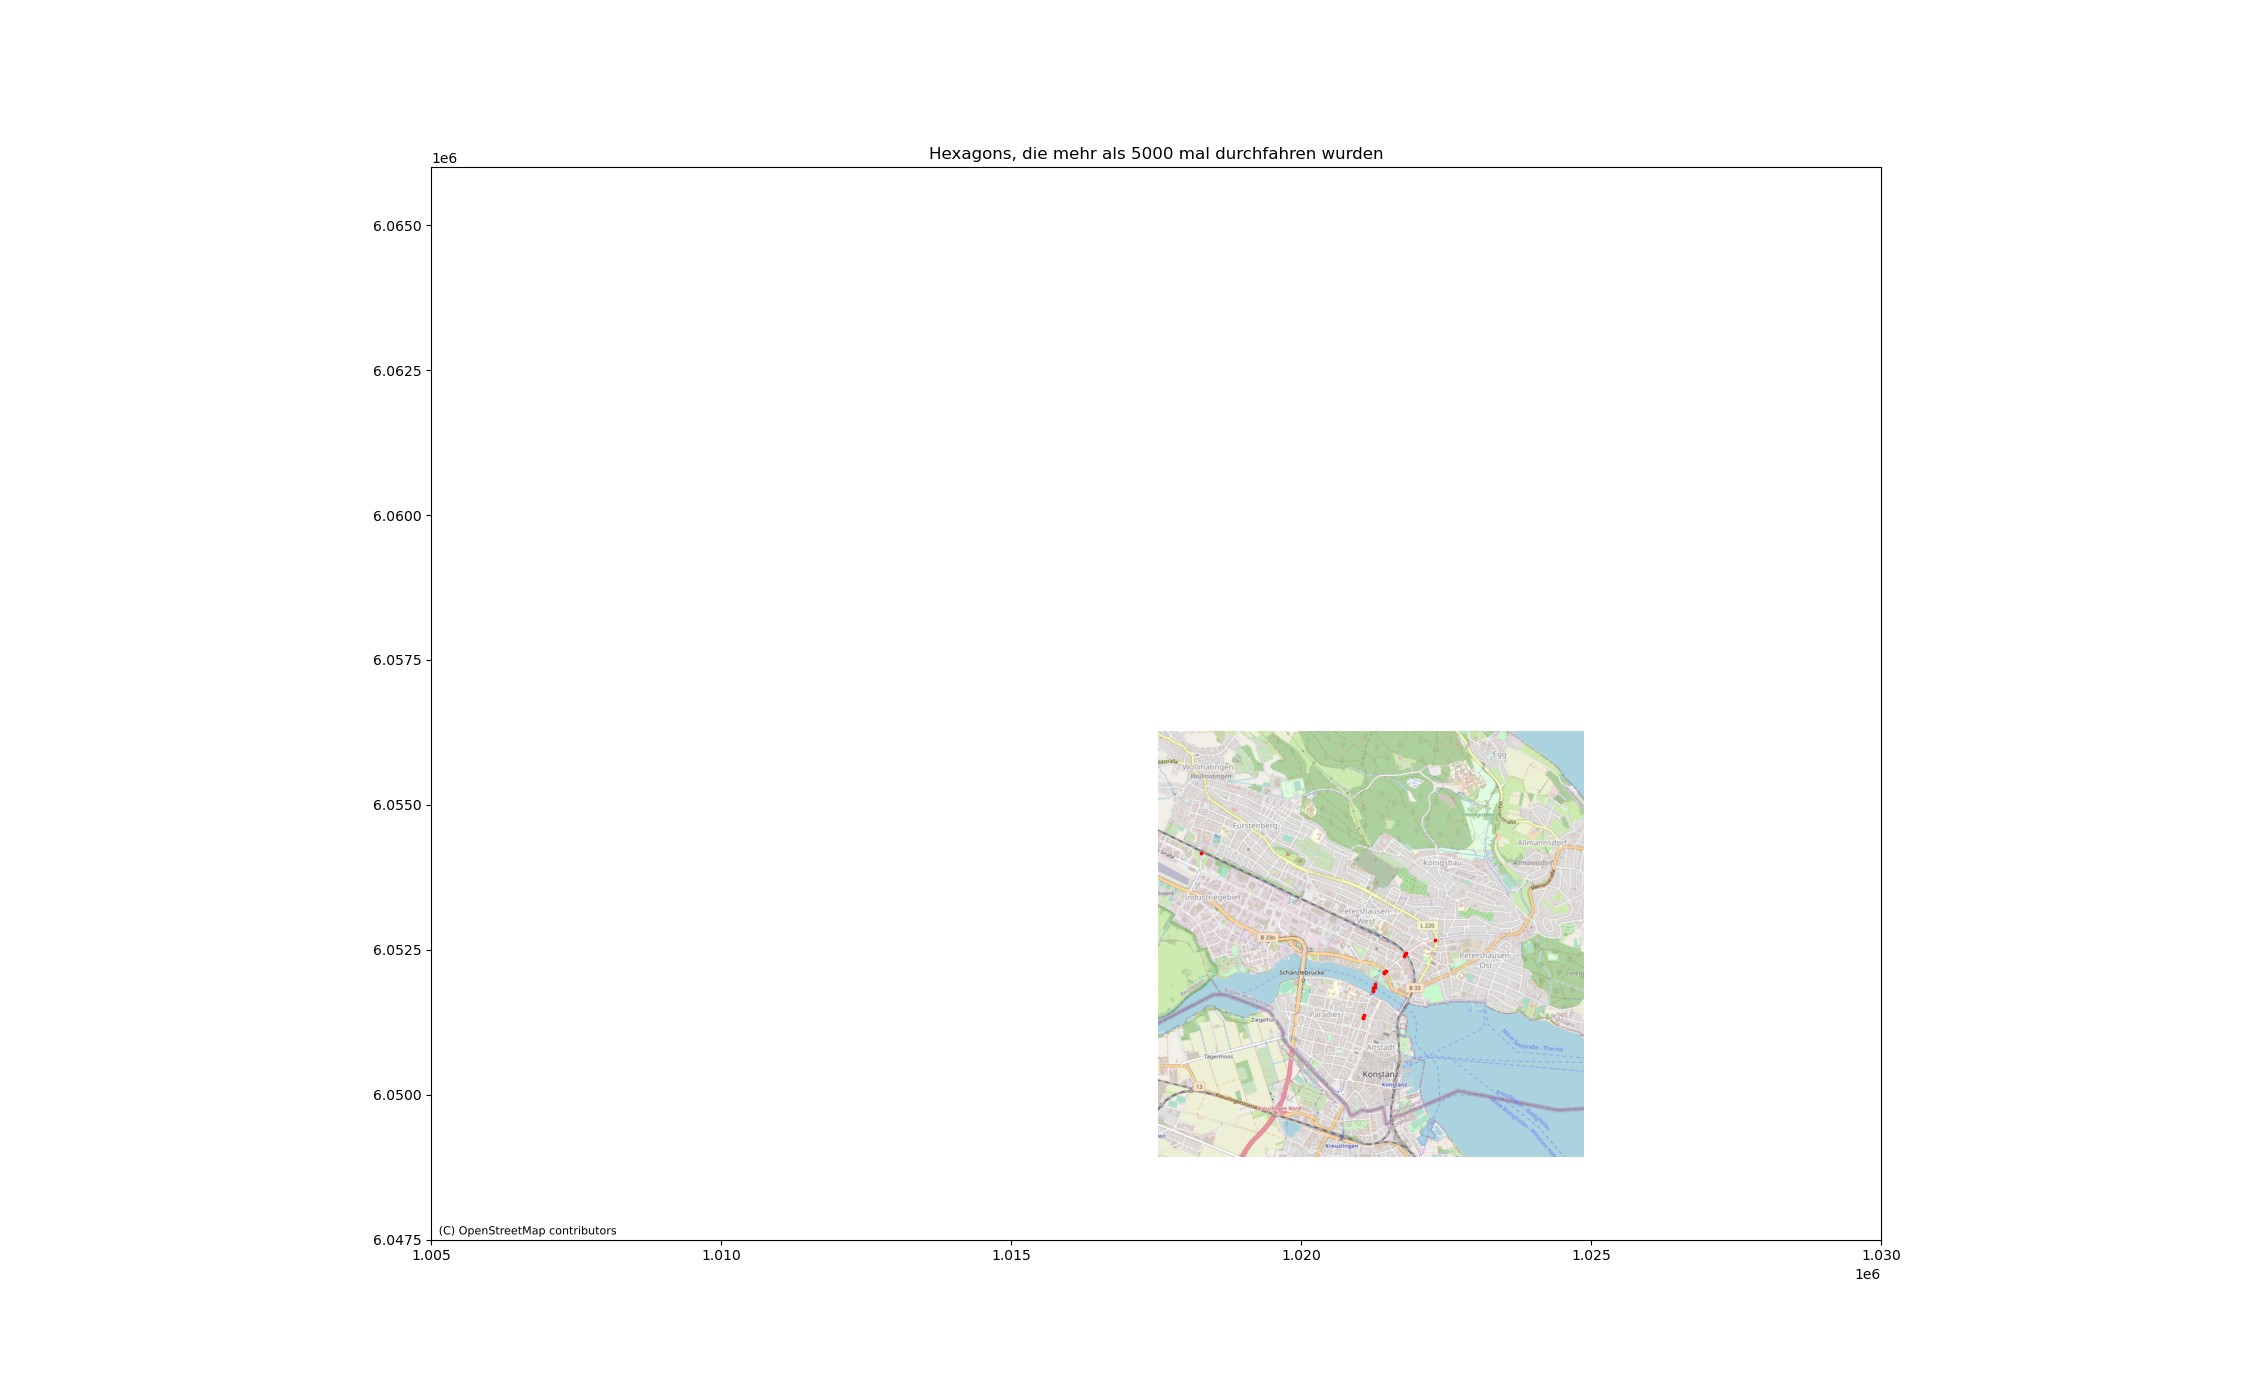 Hexagons, die mehr als 5000 mal durchfahren wurden
1e6
6.0650
6.0625
6.0600
6.0575
6.0550
6.0525
6.0500
6.0475
Egg
Wollmatingen
Wollmatingen
Fürstenberg
Allmannsdorf
Königsbau
Allmannsdorf
Industriegebiet
Petershausen-
West
L 220
B 33n
Petershausen
Ost
Schänzlebrücke
B 33
Paradies
Ziegelhof
Altstadt
Tägermoos
Konstanz
Konstanz
13
Kreuzlingen Nord
Kreuzlingen
(C) OpenStreetMap contributors
1.005
1.010
1.015
1.020
1.025
1.030
1e6